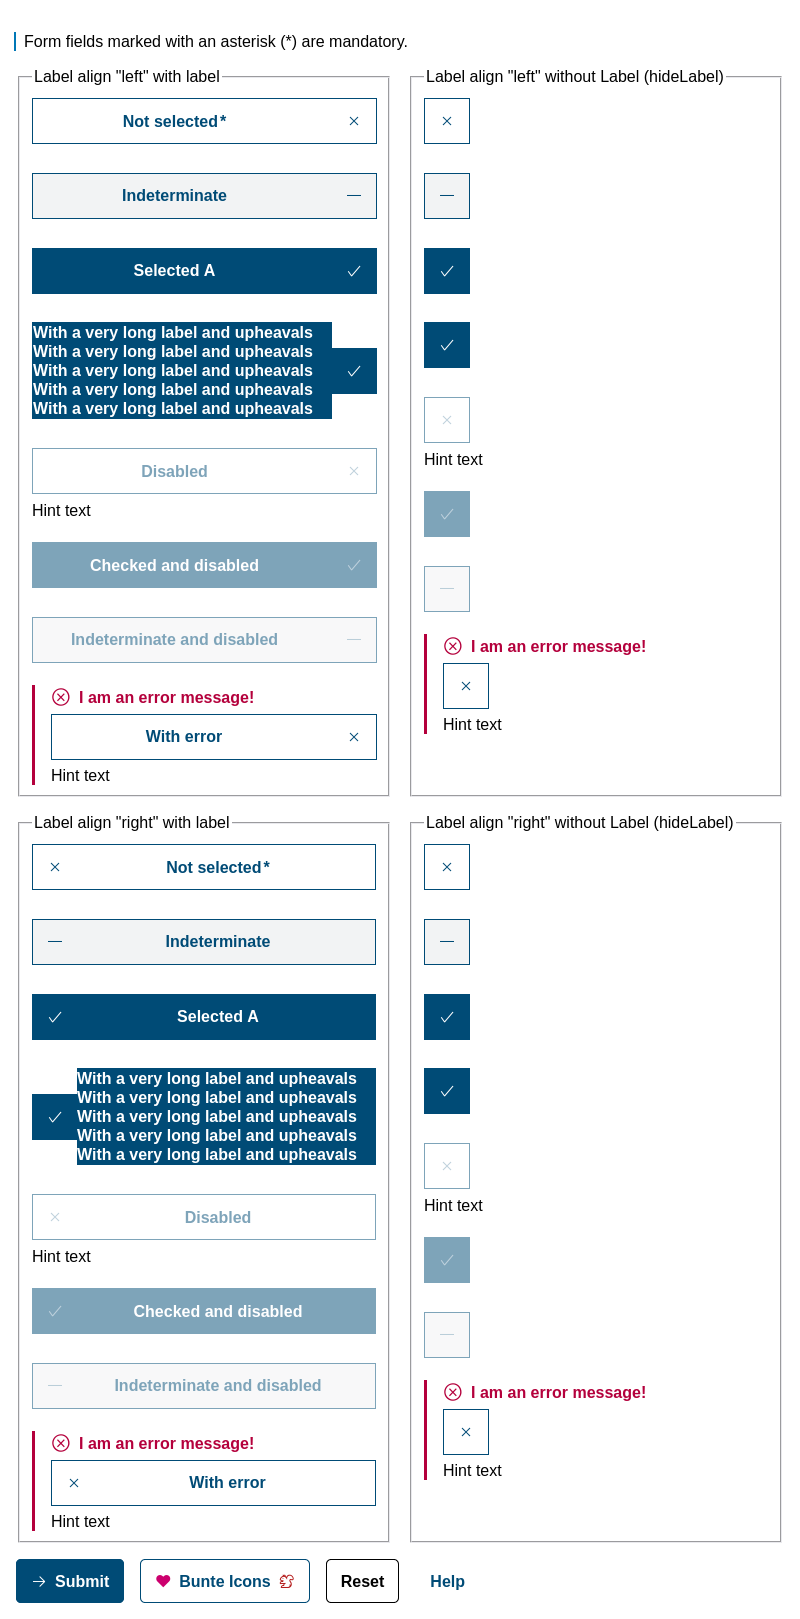 Form fields marked with an asterisk (*) are mandatory.
Label align "left" with label
Not selected*
Indeterminate
Selected A
With a very long label and upheavals
With a very long label and upheavals
With a very long label and upheavals
With a very long label and upheavals
With a very long label and upheavals
Disabled
Hint text
Checked and disabled
Indeterminate and disabled
I am an error message!
With error
Hint text
Label align "left" without Label (hideLabel)
Hint text
I am an error message!
Hint text
Label align "right" with label
Not selected*
Indeterminate
Selected A
With a very long label and upheavals
With a very long label and upheavals
With a very long label and upheavals
With a very long label and upheavals
With a very long label and upheavals
Disabled
Hint text
Checked and disabled
Indeterminate and disabled
I am an error message!
With error
Hint text
Label align "right" without Label (hideLabel)
Hint text
I am an error message!
Hint text
Submit
Bunte Icons
Reset
Help